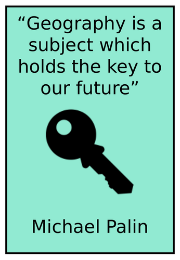 “Geography is a
subject which
holds the key to
our future”
Michael Palin